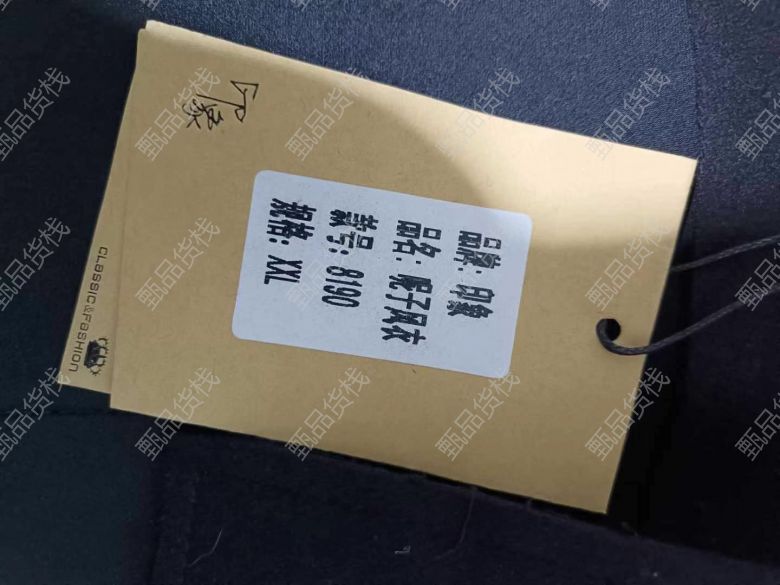 印象
品牌：印象
品名：呢子风衣
款号：8190
规格：XXL
CLASSIC&FASHION
甄品货栈